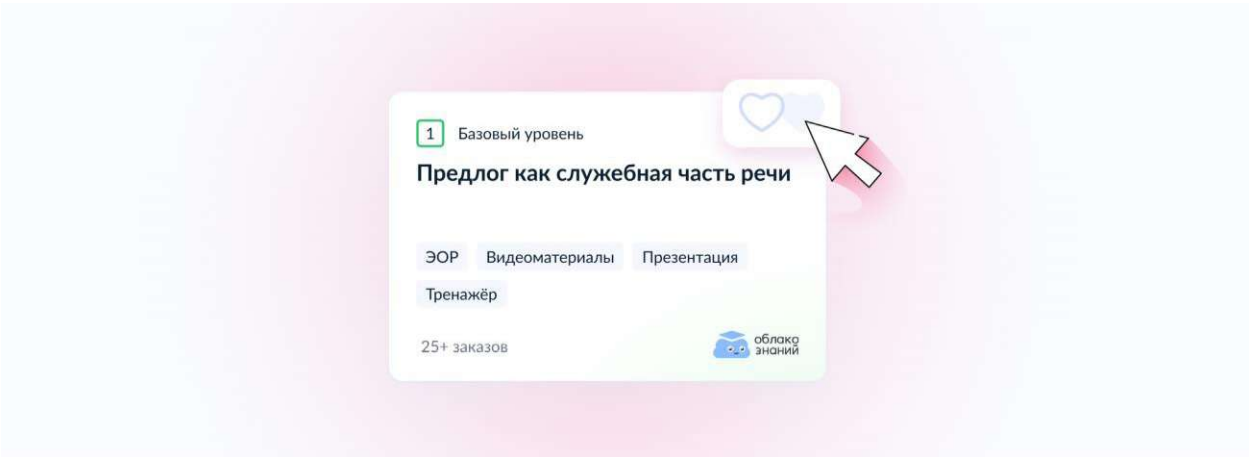 1 Базовый уровень
Предлог как служебная часть речи
ЭОР Видеоматериалы Презентация
Тренажёр
25+ заказов
облако
знаний